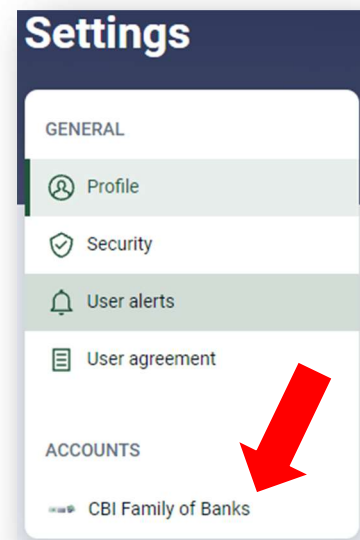 Settings
GENERAL
Profile
Security
User alerts
User agreement
ACCOUNTS
CBI Family of Banks